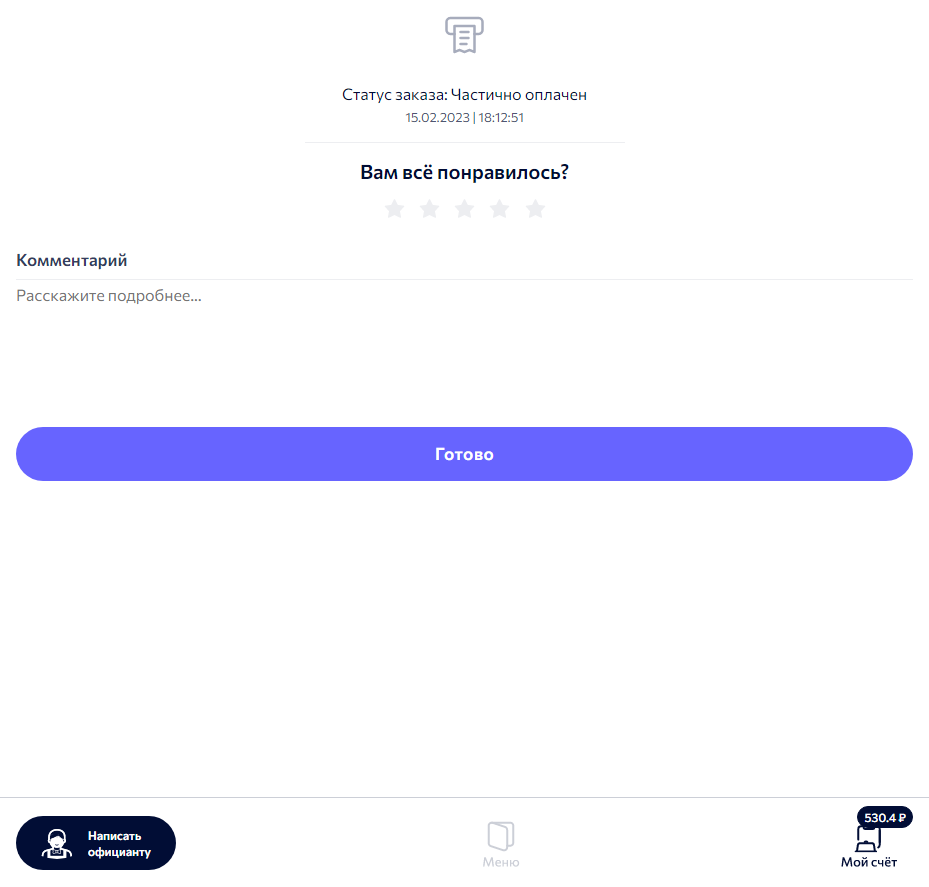 Статус заказа: Частично оплачен
15.02.2023 | 18:12:51
Вам всё понравилось?
Комментарий
Расскажите подробнее...
Готово
Написать
официанту
Меню
530.4 ₽
Мой счёт